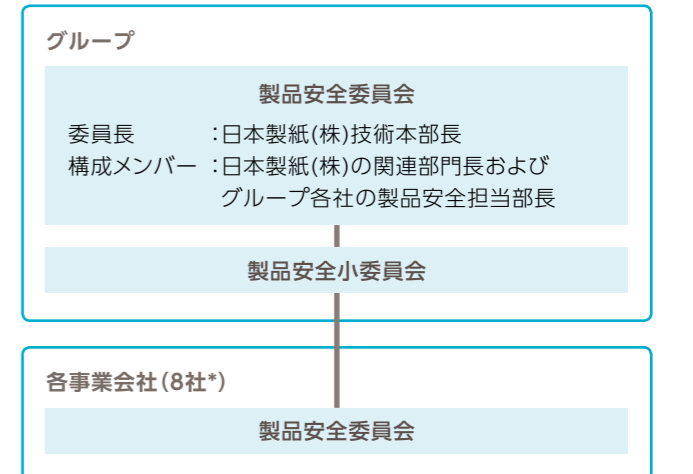 グループ
製品安全委員会
委員長　　　：日本製紙(株)技術本部長
構成メンバー：日本製紙(株)の関連部門長および
グループ各社の製品安全担当部長
製品安全小委員会
各事業会社（8社*）
製品安全委員会